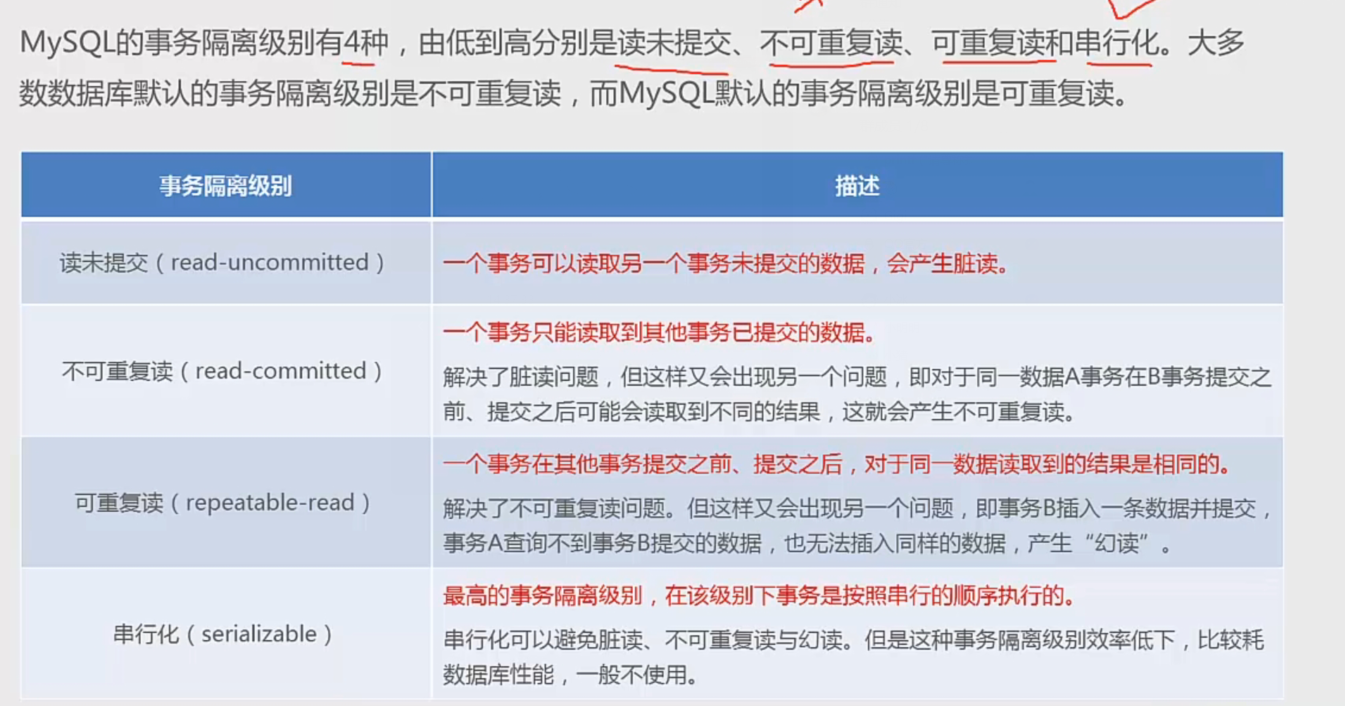 MySQL的事务隔离级别有4种，由低到高分别是读未提交、不可重复读、可重复读和串行化。大多
数数据库默认的事务隔离级别是不可重复读，而MySQL默认的事务隔离级别是可重复读。
事务隔离级别 描述
读未提交（read-uncommitted） 一个事务可以读取另一个事务未提交的数据，会产生脏读。
不可重复读（read-committed）
一个事务只能读取到其他事务已提交的数据。
解决了脏读问题，但这样又会出现另一个问题，即对于同一数据A事务在B事务提交之
前、提交之后可能会读取到不同的结果，这就会产生不可重复读。
可重复读（repeatable-read）
一个事务在其他事务提交之前、提交之后，对于同一数据读取到的结果是相同的。
解决了不可重复读问题。但这样又会出现另一个问题，即事务B插入一条数据并提交，
事务A查询不到事务B提交的数据，也无法插入同样的数据，产生“幻读”。
串行化（serializable）
最高的事务隔离级别，在该级别下事务是按照串行的顺序执行的。
串行化可以避免脏读、不可重复读与幻读。但是这种事务隔离级别效率低下，比较耗
数据库性能，一般不使用。